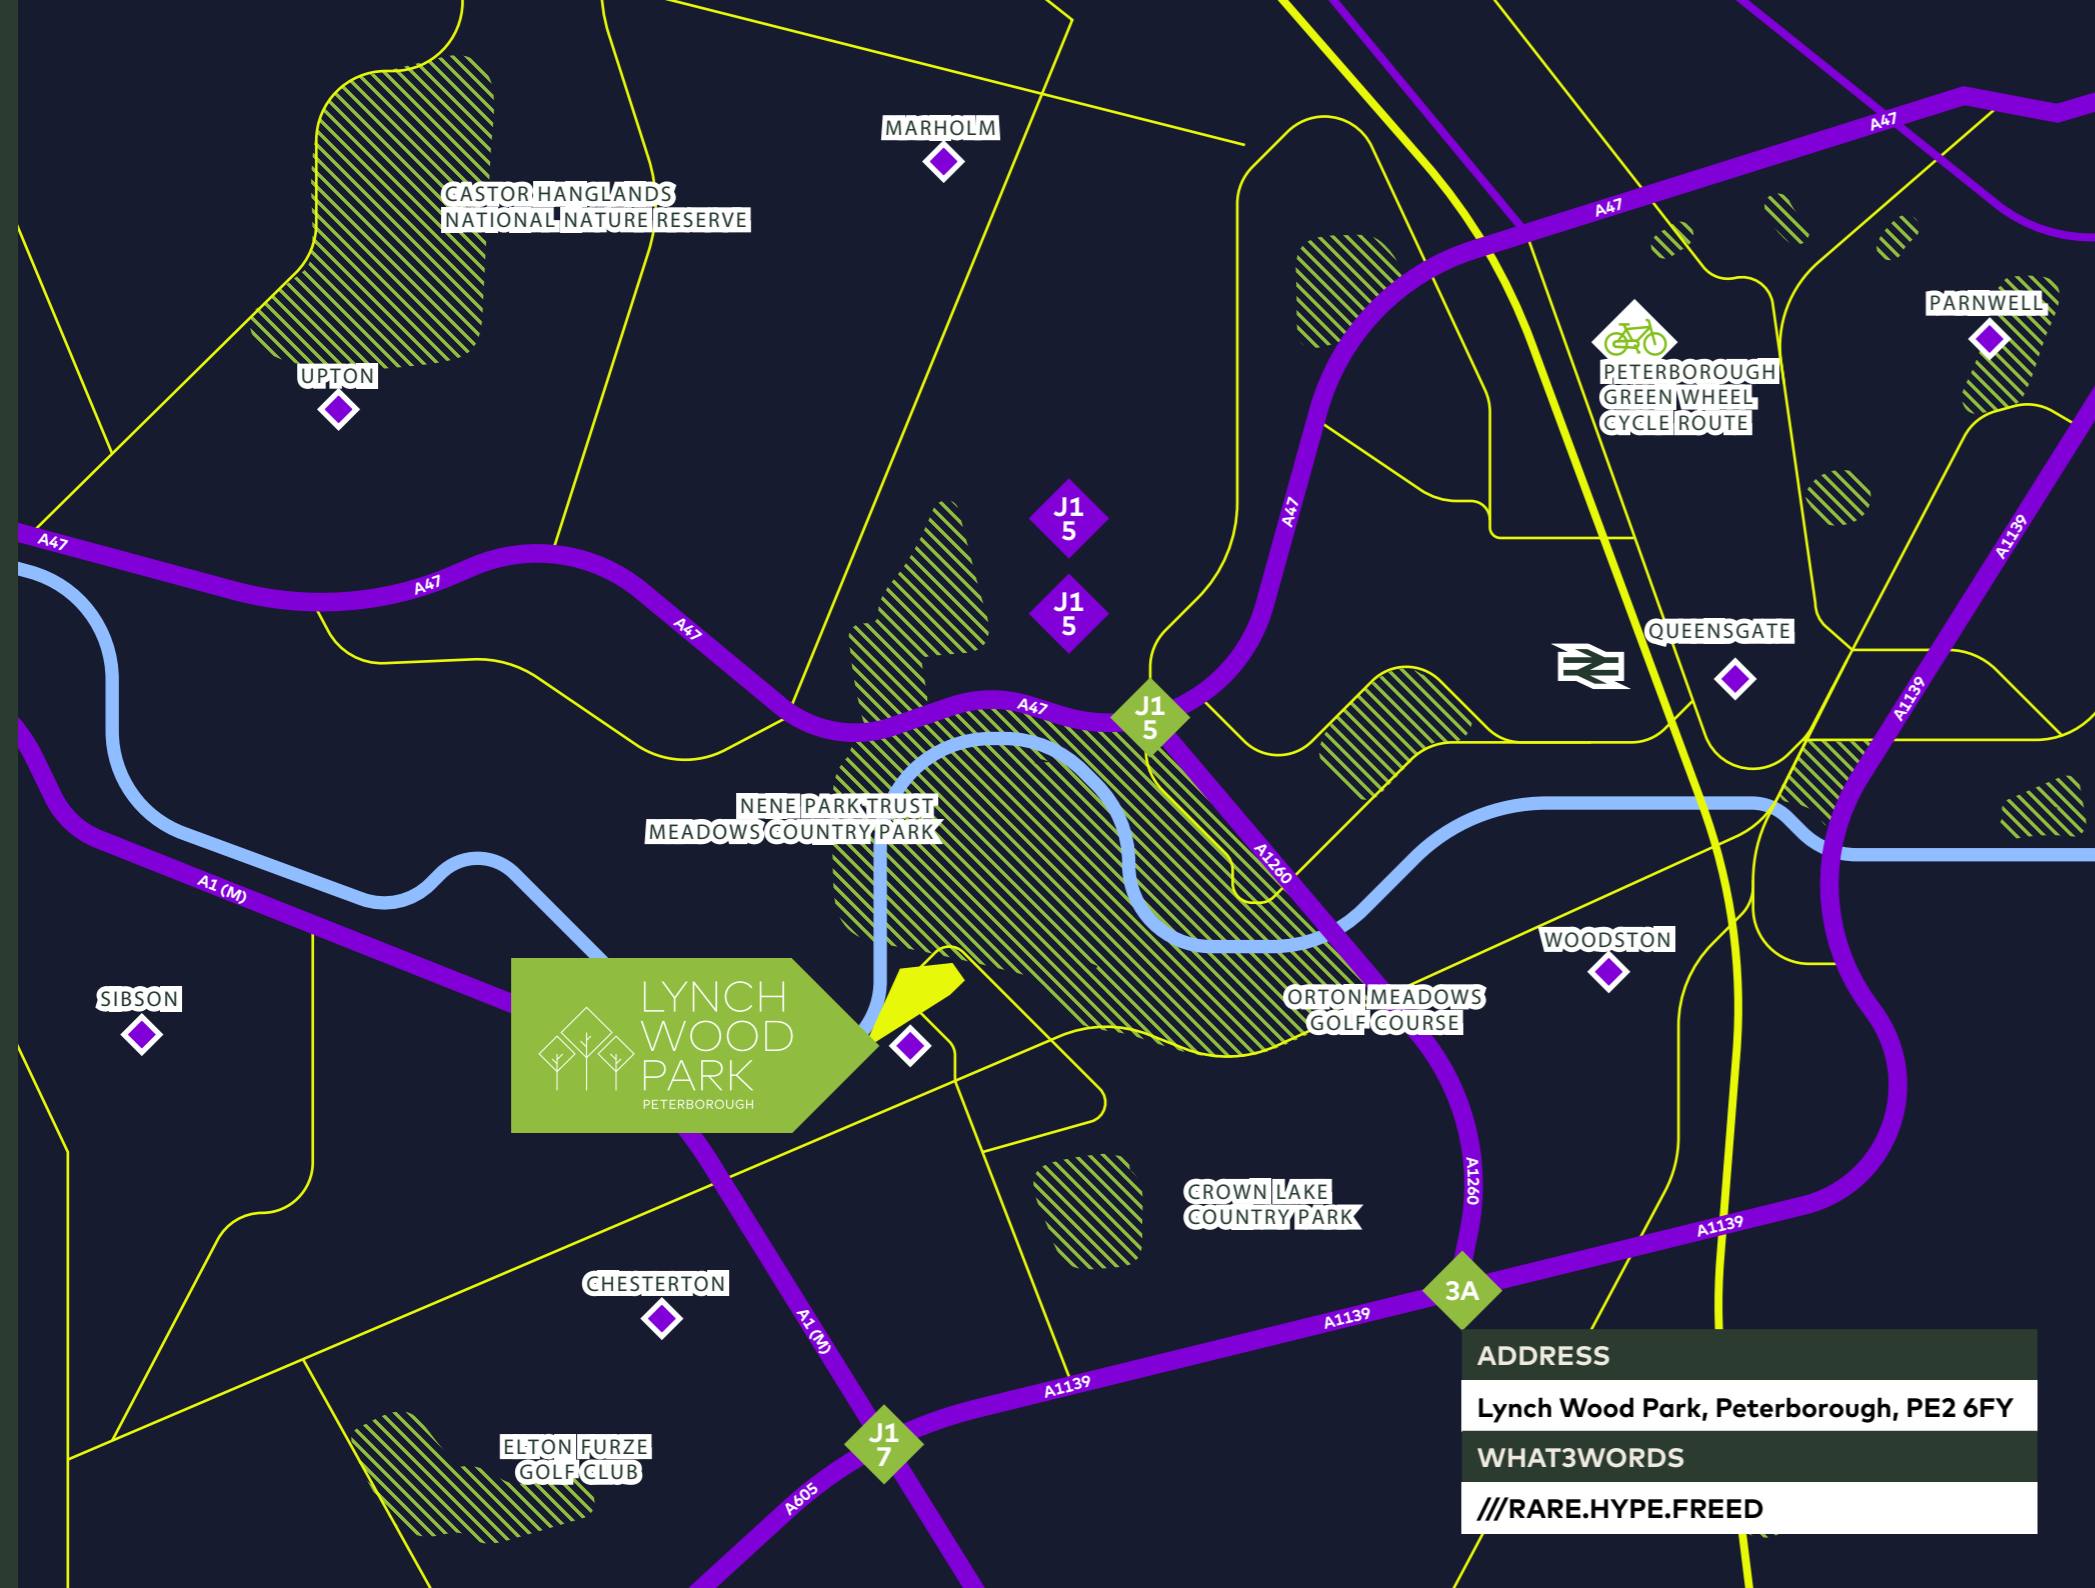 A47
MARHOLM
CASTOR HANGLANDS
NATIONAL NATURE RESERVE
A47
PARNWELL
UPTON
PETERBOROUGH
GREEN WHEEL
CYCLE ROUTE
J1
5
A47
A1139
A47
A47
J1
5
A47
QUEENSGATE
J1
5
A47
A1139
NENE PARK TRUST
MEADOWS COUNTRY PARK
A1260
A1 (M)
WOODSTON
SIBSON
LYNCH
WOOD
PARK
PETERBOROUGH
ORTON MEADOWS
GOLF COURSE
A1260
CROWN LAKE
COUNTRY PARK
A1139
CHESTERTON
3A
A1 (M)
A1139
A1139
J1
7
ELTON FURZE
GOLF CLUB
A605
ADDRESS
Lynch Wood Park, Peterborough, PE2 6FY
WHAT3WORDS
///RARE.HYPE.FREED